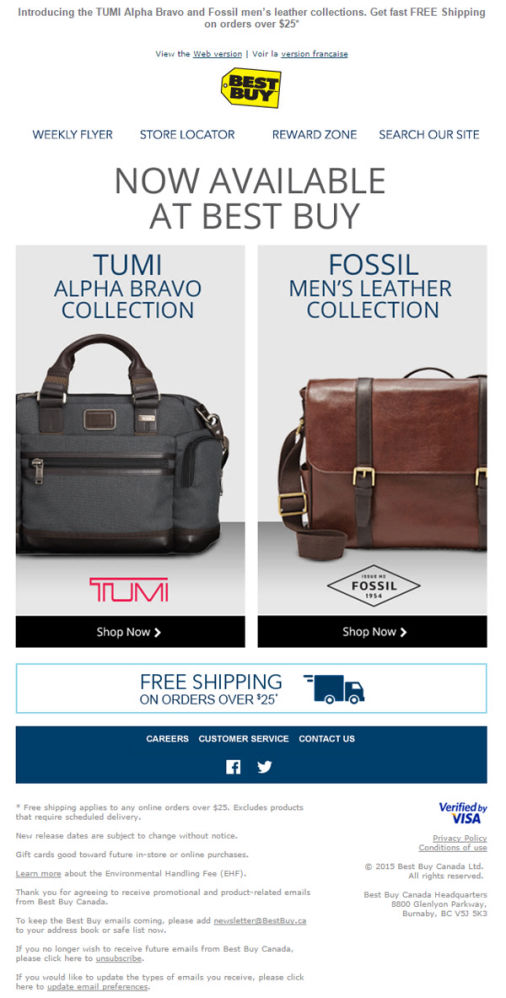 Introducing the TUMI Alpha Bravo and Fossil men's leather collections. Get fast FREE Shipping
on orders over $25*
View the Web version | Voir la version francaise
BEST
BUY
WEEKLY FLYER STORE LOCATOR REWARD ZONE SEARCH OUR SITE
NOW AVAILABLE
AT BEST BUY
TUMI
ALPHA BRAVO
COLLECTION
TUMI
Shop Now
FOSSIL
MEN'S LEATHER
COLLECTION
ISSUE NO
FOSSIL
1954
Shop Now
FREE SHIPPING
ON ORDERS OVER $25*
CAREERS CUSTOMER SERVICE CONTACT US
* Free shipping applies to any online orders over $25. Excludes products
that require scheduled delivery.
New release dates are subject to change without notice.
Gift cards good toward future in-store or online purchases.
Learn more about the Environmental Handling Fee (EHF).
Thank you for agreeing to receive promotional and product-related emails
from Best Buy Canada.
To keep the Best Buy emails coming, please add newsletter@BestBuy.ca
to your address book or safe list now.
If you no longer wish to receive future emails from Best Buy Canada,
please click here to unsubscribe.
If you would like to update the types of emails you receive, please click
here to update email preferences.
Verified by
VISA
Privacy Policy
Conditions of use
© 2015 Best Buy Canada Ltd.
All rights reserved.
Best Buy Canada Headquarters
8800 Glenlyon Parkway,
Burnaby, BC V5J 5K3